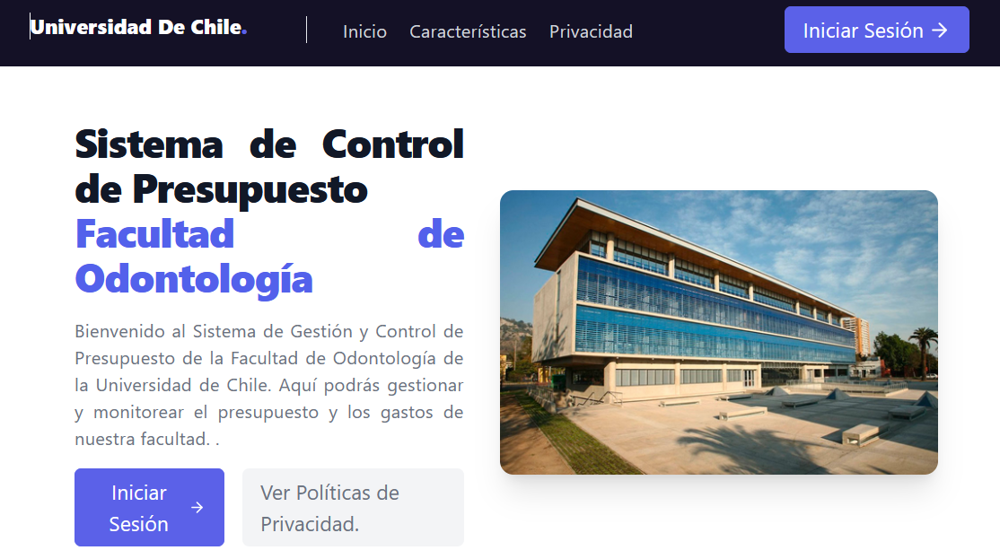 Universidad De Chile.
Inicio
Características
Privacidad
Iniciar Sesión
Sistema de Control
de Presupuesto
Facultad de
Odontología
Bienvenido al Sistema de Gestión y Control de
Presupuesto de la Facultad de Odontología de
la Universidad de Chile. Aquí podrás gestionar
y monitorear el presupuesto y los gastos de
nuestra facultad. .
Iniciar
Sesión
Ver Políticas de
Privacidad.